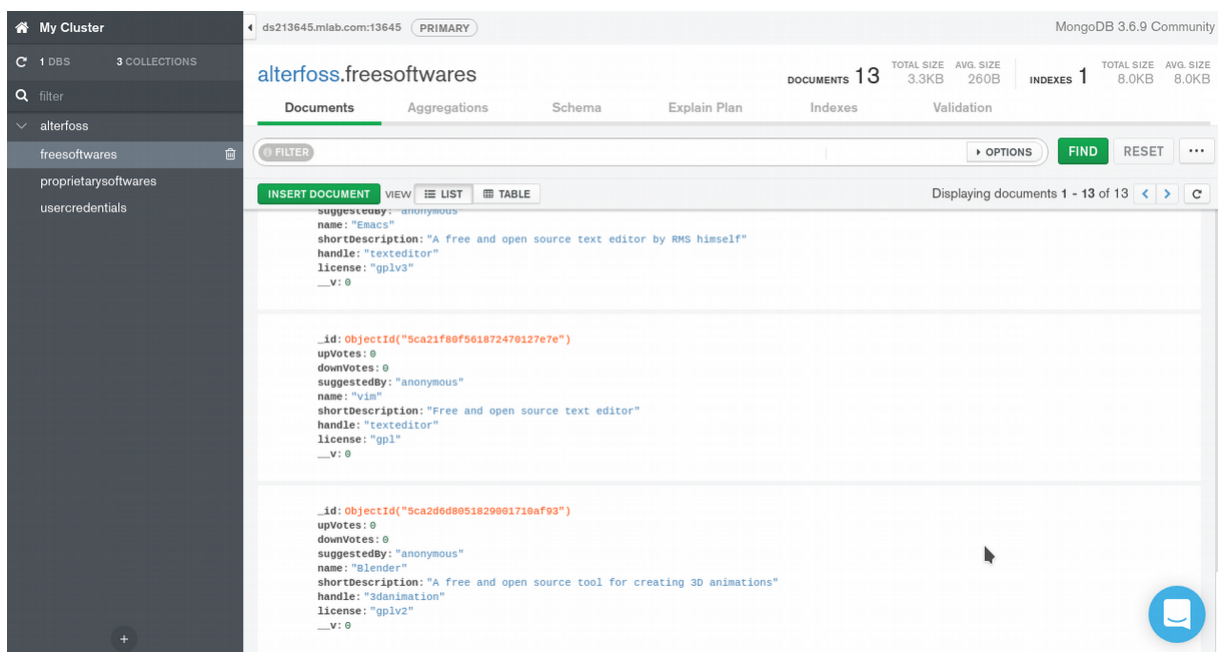 My Cluster
1 DBS 3 COLLECTIONS
filter
alterfoss
freesoftwares
proprietarysoftwares
usercredentials
ds213645.mlab.com:13645 PRIMARY MongoDB 3.6.9 Community
alterfoss.freesoftwares
DOCUMENTS 13 TOTAL SIZE 3.3KB AVG. SIZE 260B INDEXES 1 TOTAL SIZE 8.0KB AVG. SIZE 8.0KB
Documents Aggregations Schema Explain Plan Indexes Validation
FILTER OPTIONS FIND RESET ...
INSERT DOCUMENT VIEW LIST TABLE Displaying documents 1 - 13 of 13
suggestedBy: "anonymous"
name: "Emacs"
shortDescription: "A free and open source text editor by RMS himself"
handle: "texteditor"
license: "gplv3"
__v: 0
_id: ObjectId("5ca21f80f561872470127e7e")
upVotes: 0
downVotes: 0
suggestedBy: "anonymous"
name: "vim"
shortDescription: "Free and open source text editor"
handle: "texteditor"
license: "gpl"
__v: 0
_id: ObjectId("5ca2d6d8051829001710af93")
upVotes: 0
downVotes: 0
suggestedBy: "anonymous"
name: "Blender"
shortDescription: "A free and open source tool for creating 3D animations"
handle: "3danimation"
license: "gplv2"
__v: 0